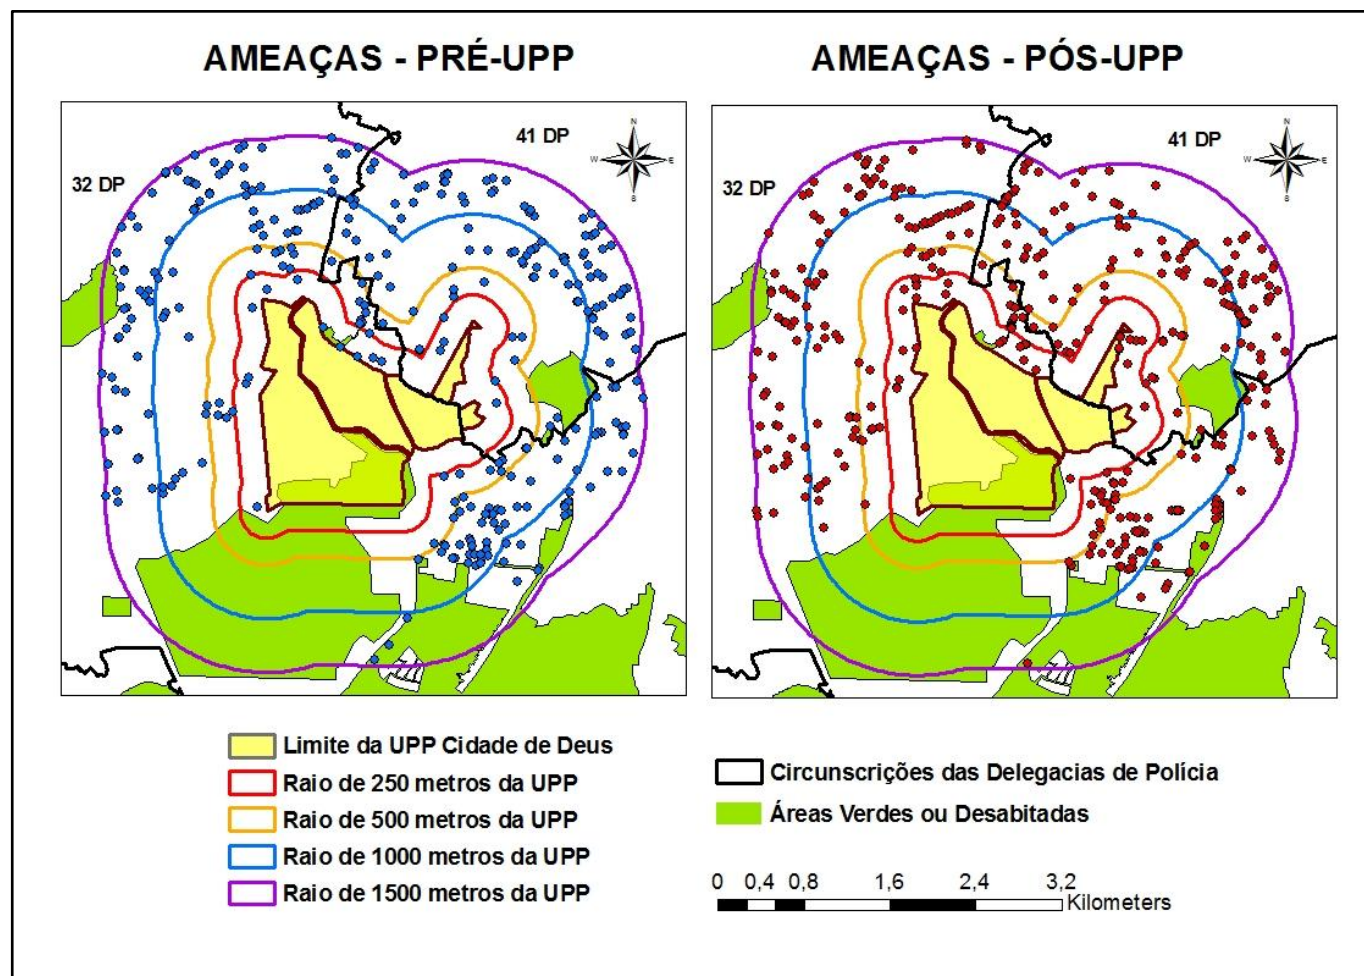 AMEAÇAS - PRÉ-UPP
AMEAÇAS - PÓS-UPP
41 DP
32 DP
N
W
E
S
41 DP
32 DP
N
W
E
S
Limite da UPP Cidade de Deus
Raio de 250 metros da UPP
Raio de 500 metros da UPP
Raio de 1000 metros da UPP
Raio de 1500 metros da UPP
Circunscrições das Delegacias de Polícia
Áreas Verdes ou Desabitadas
0 0,4 0,8 1,6 2,4 3,2
Kilometers